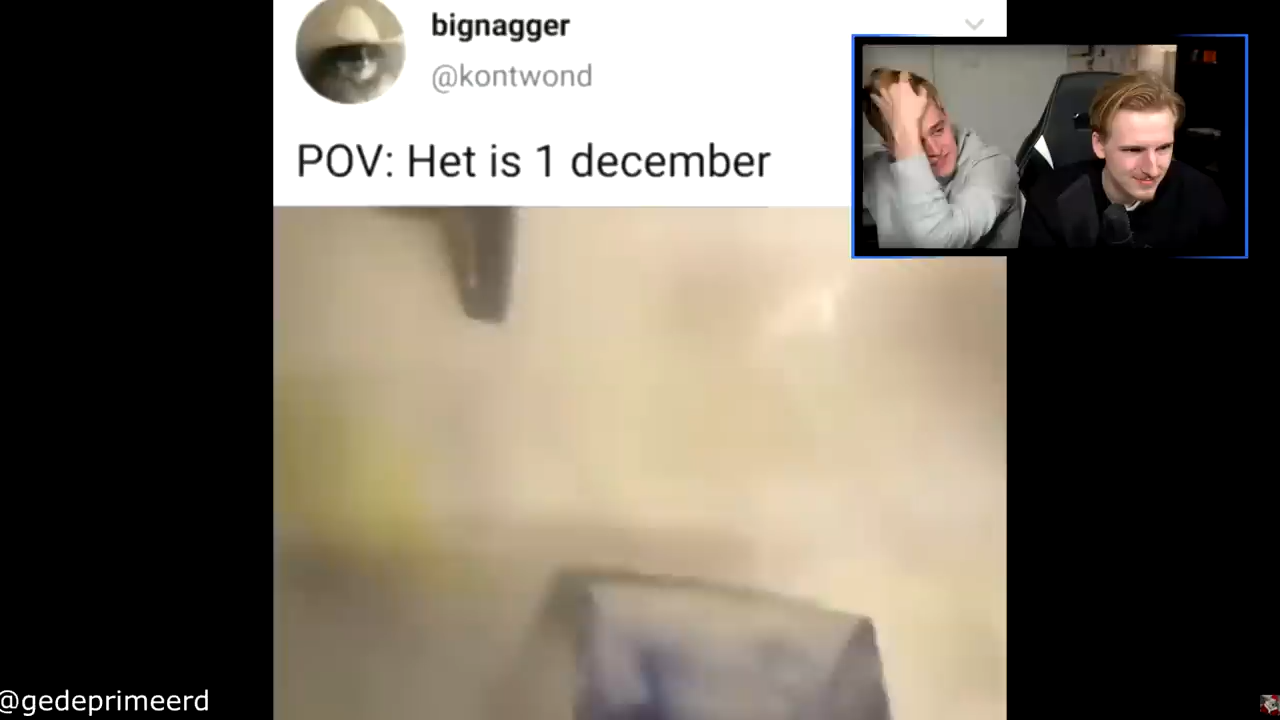 bignagger
@kontwond
POV: Het is 1 december
@gedeprimeerd